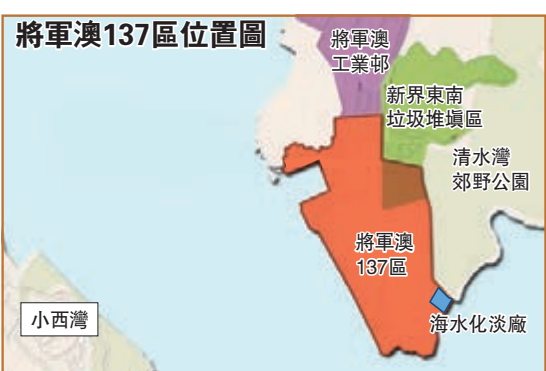 將軍澳137區位置圖
將軍澳
工業邨
新界東南
垃圾堆填區
清水灣
郊野公園
將軍澳
137區
小西灣
海水化淡廠